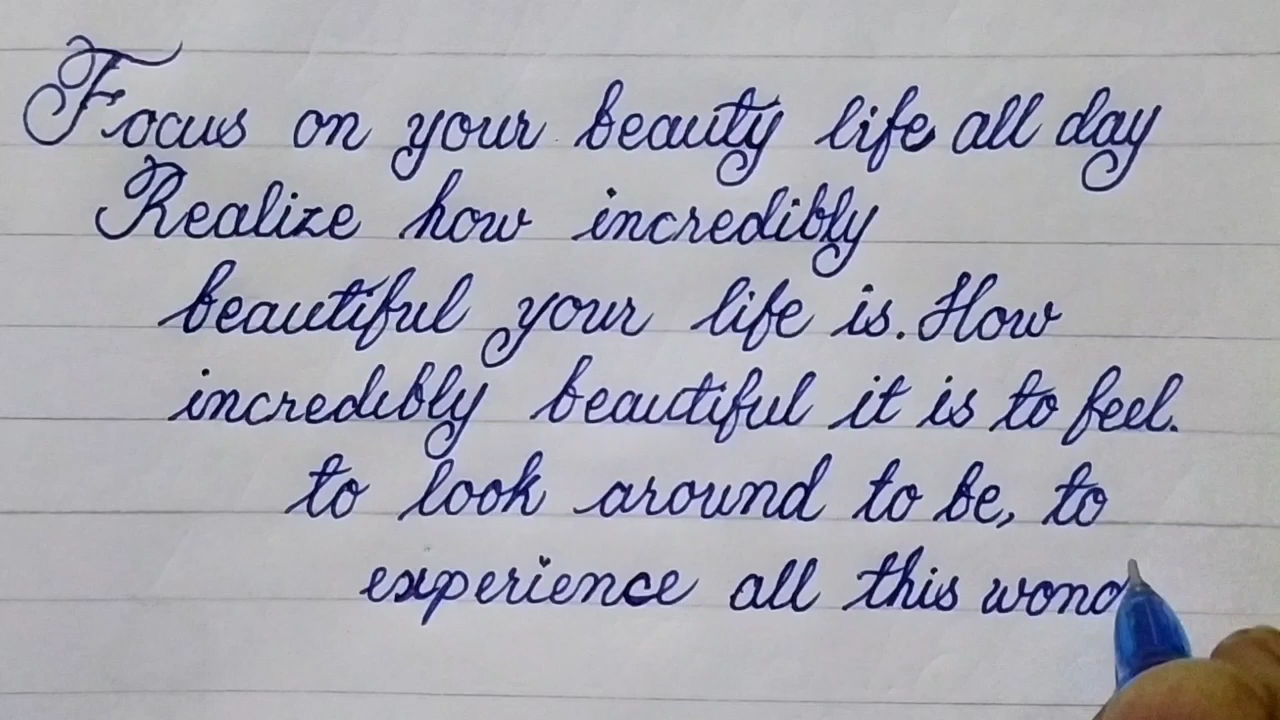 Focus on your beauty life all day
Realize how incredibly
beautiful your life is. How
incredibly beautiful it is to feel.
to look around to be, to
experience all this wond